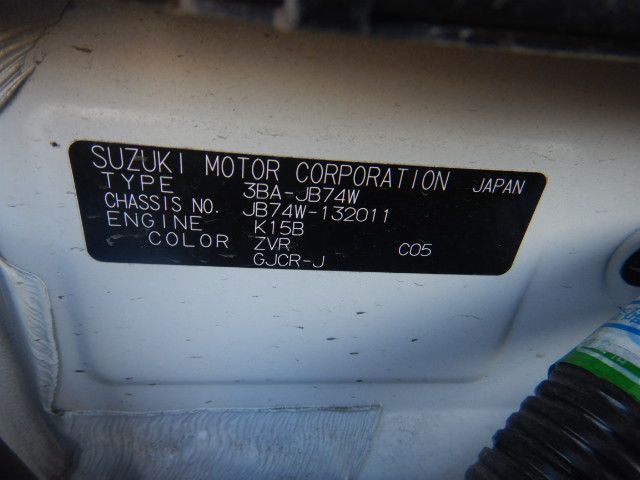 SUZUKI MOTOR CORPORATION JAPAN
TYPE 3BA-JB74W
CHASSIS NO. JB74W-132011
ENGINE K15B
COLOR ZVR C05
GJCR-J